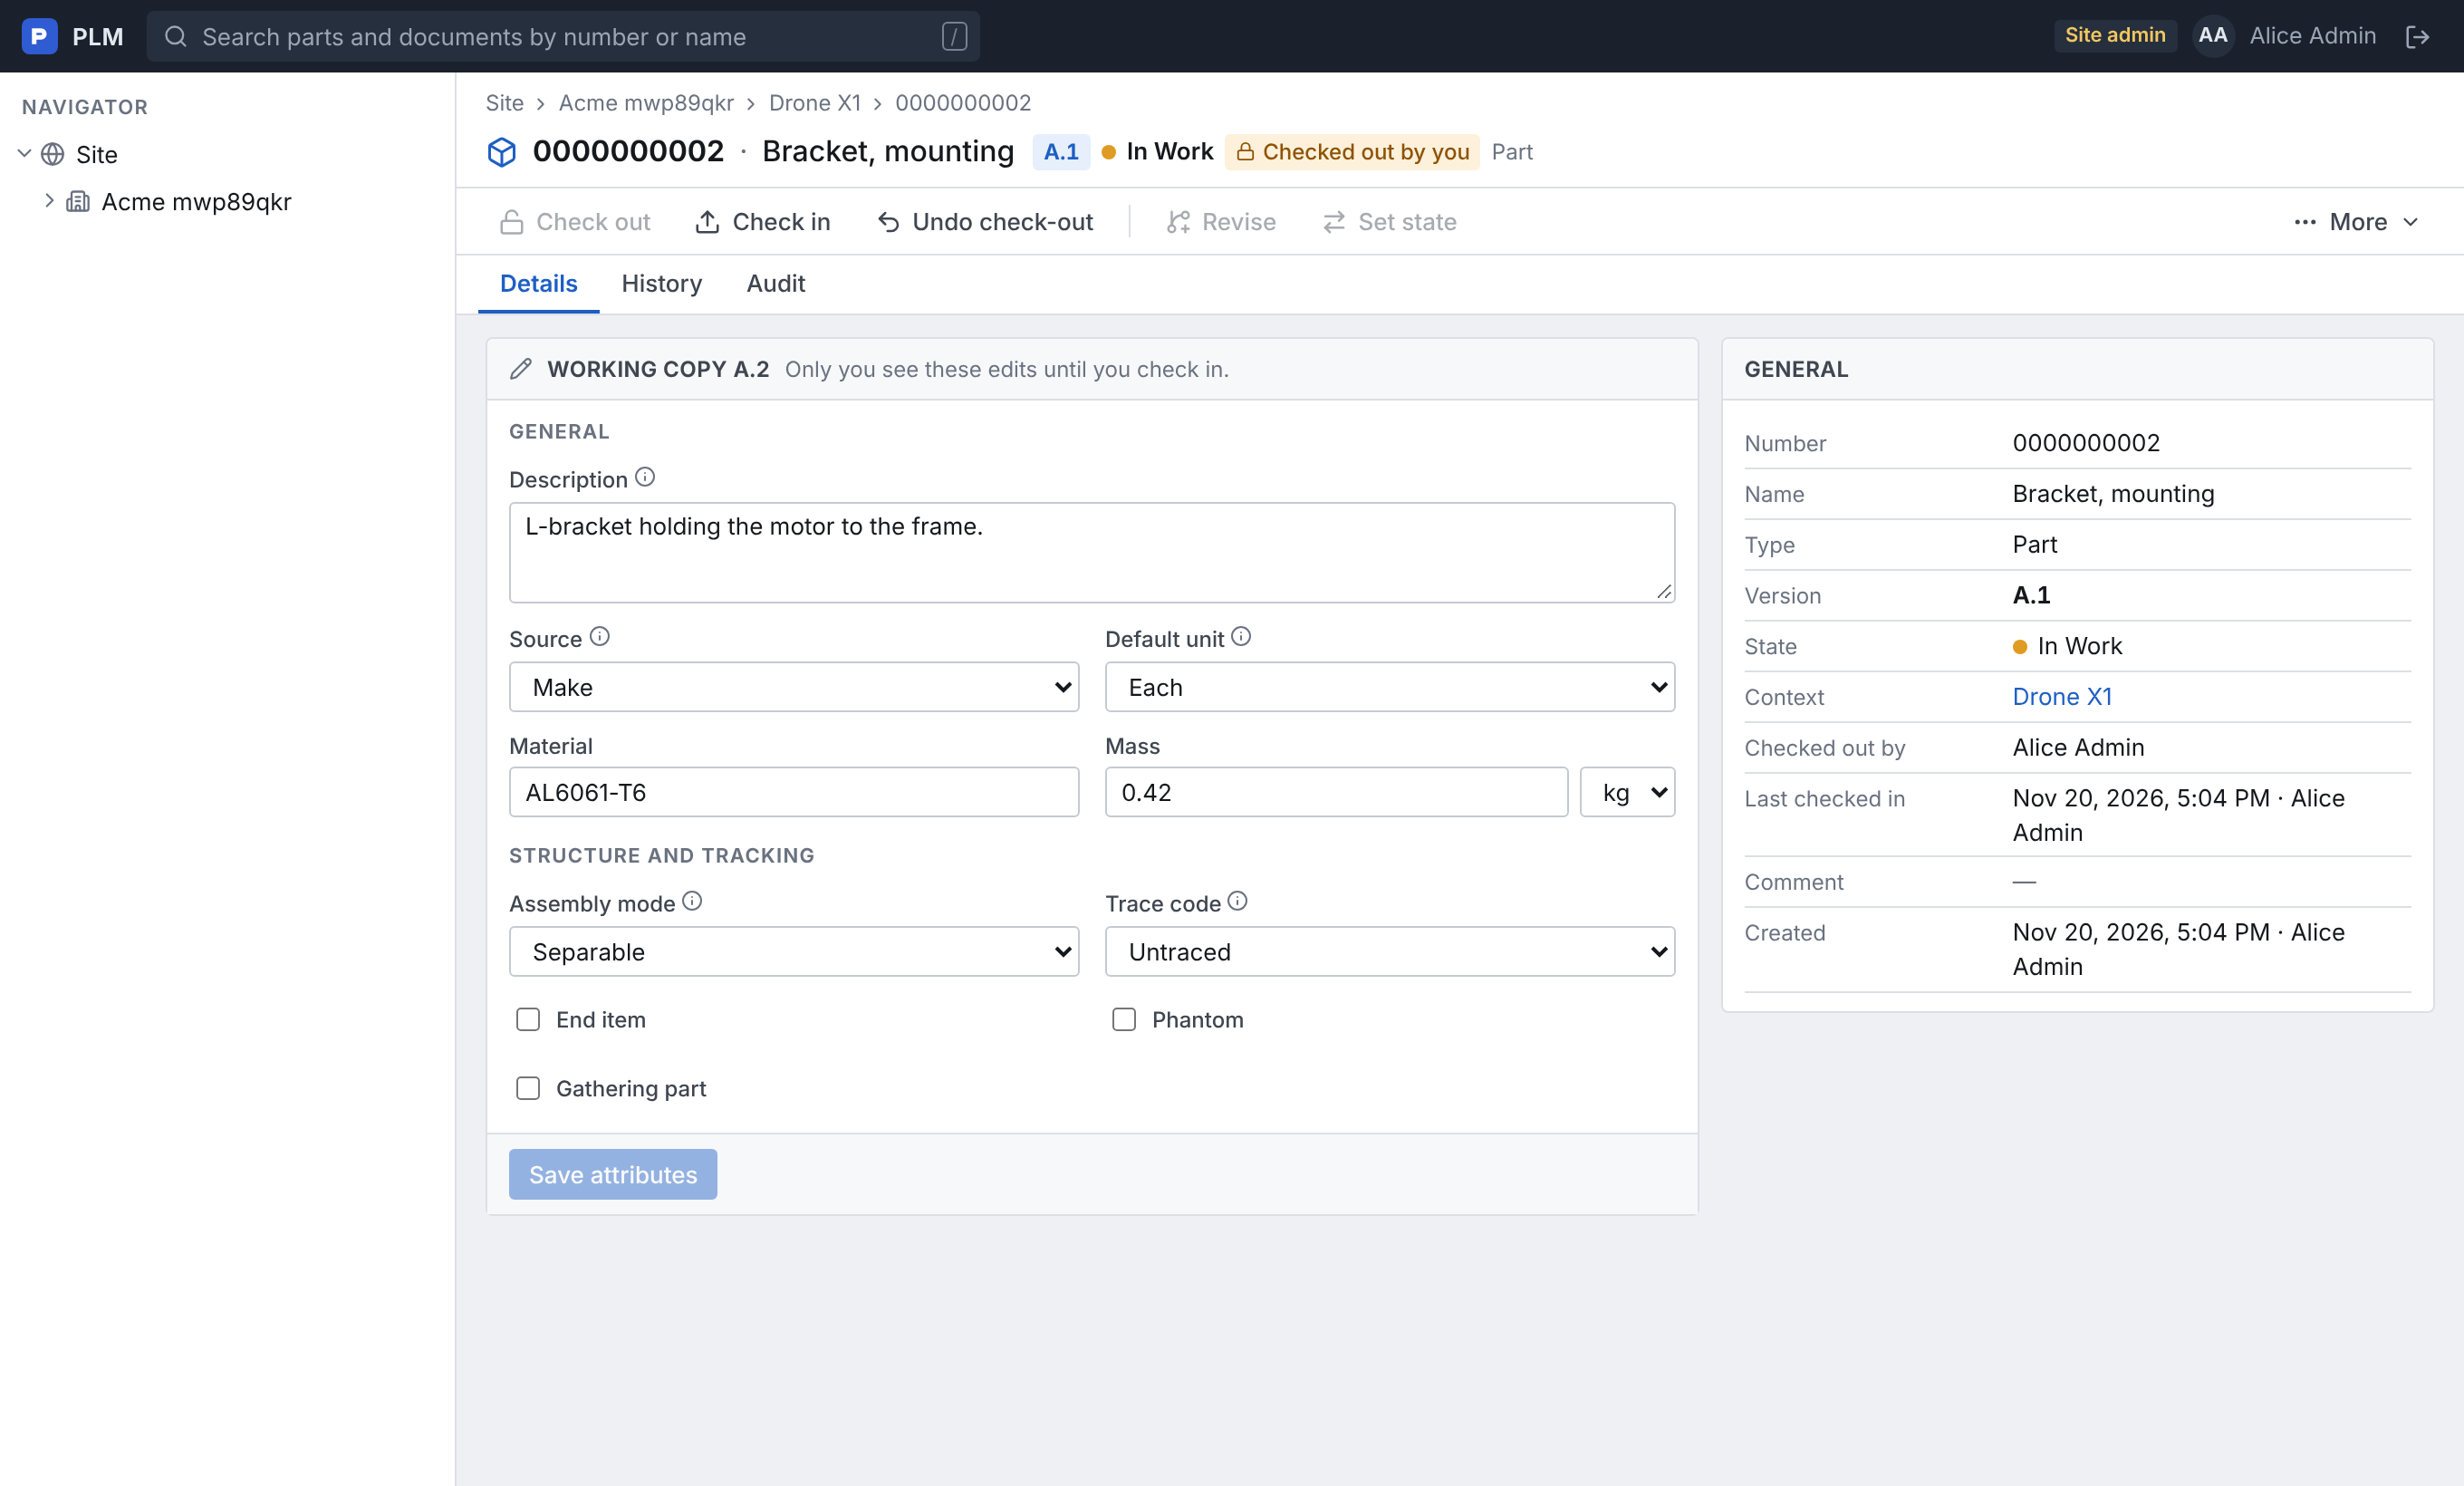 P PLM Search parts and documents by number or name / Site admin AA Alice Admin
NAVIGATOR
Site
Acme mwp89qkr
Site > Acme mwp89qkr > Drone X1 > 0000000002
0000000002 · Bracket, mounting A.1 In Work Checked out by you Part
Check out Check in Undo check-out Revise Set state ··· More
Details History Audit
WORKING COPY A.2 Only you see these edits until you check in.
GENERAL
Description
L-bracket holding the motor to the frame.
Source Default unit
Make Each
Material Mass
AL6061-T6 0.42 kg
STRUCTURE AND TRACKING
Assembly mode Trace code
Separable Untraced
End item Phantom
Gathering part
Save attributes
GENERAL
Number 0000000002
Name Bracket, mounting
Type Part
Version A.1
State In Work
Context Drone X1
Checked out by Alice Admin
Last checked in Nov 20, 2026, 5:04 PM · Alice
Admin
Comment —
Created Nov 20, 2026, 5:04 PM · Alice
Admin